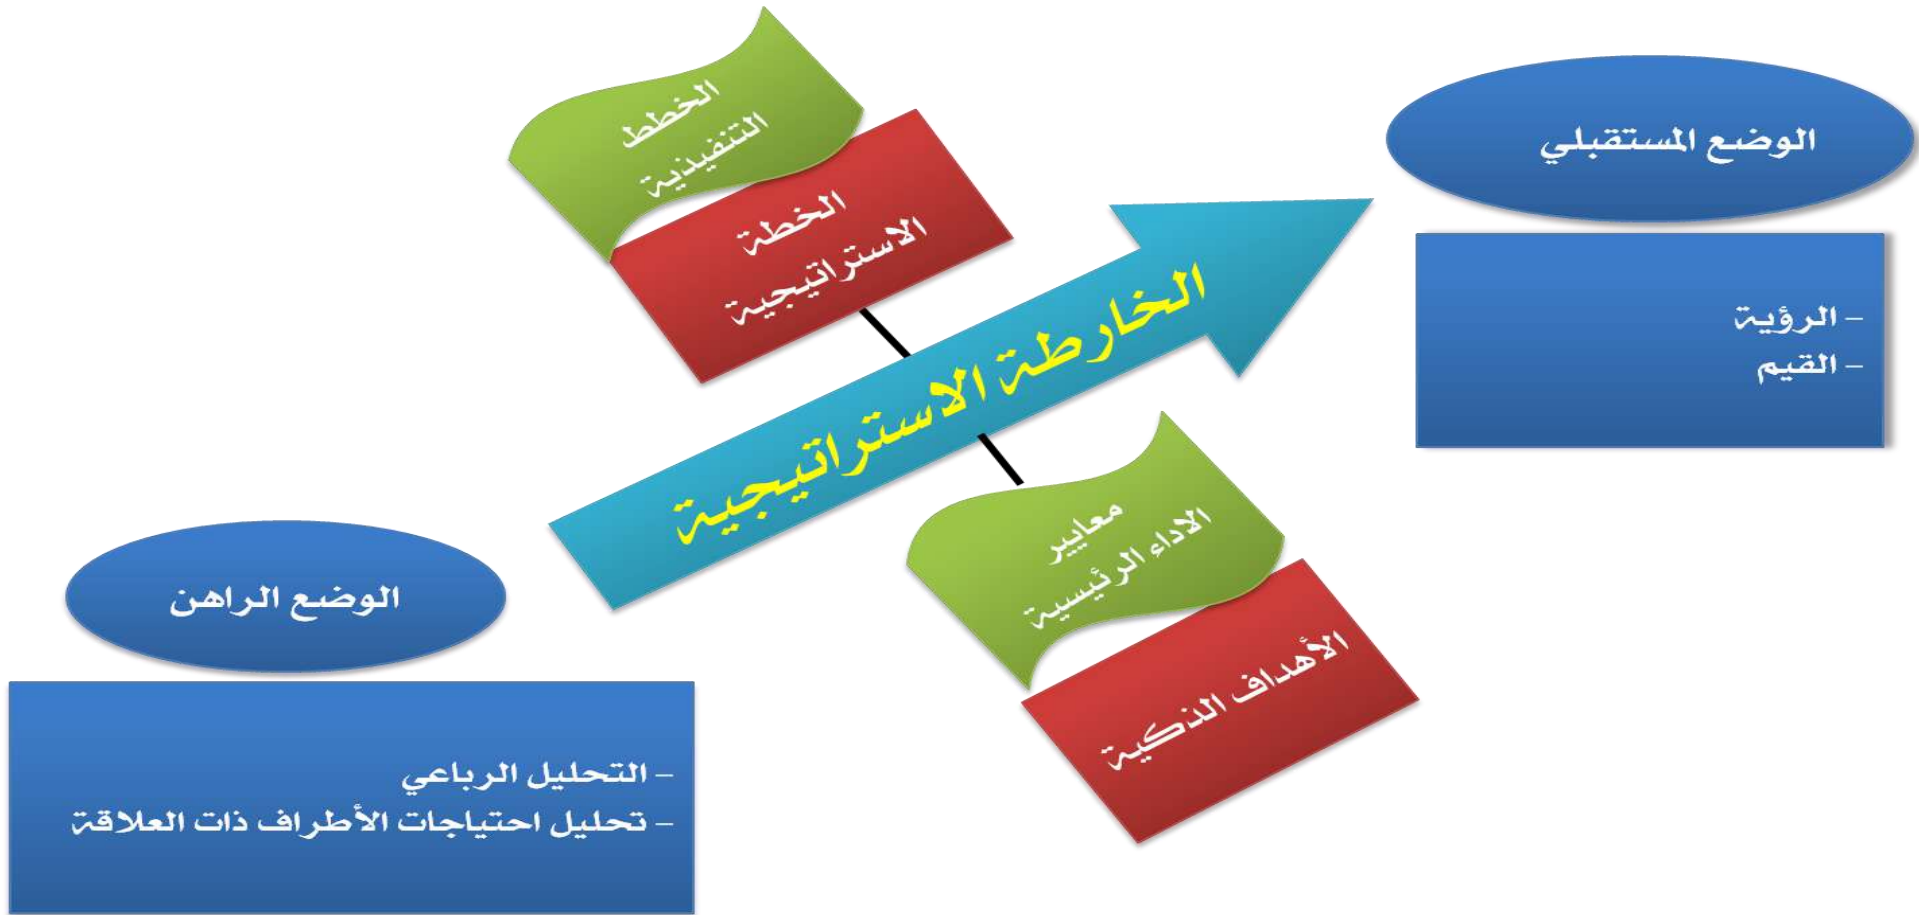 الخطط
التنفيذية
الخطة
الاستراتيجية
الوضع المستقبلي
– الرؤية
– القيم
الخارطة الاستراتيجية
معايير
الاداء الرئيسية
الأهداف الذكية
الوضع الراهن
– التحليل الرباعي
– تحليل احتياجات الأطراف ذات العلاقة